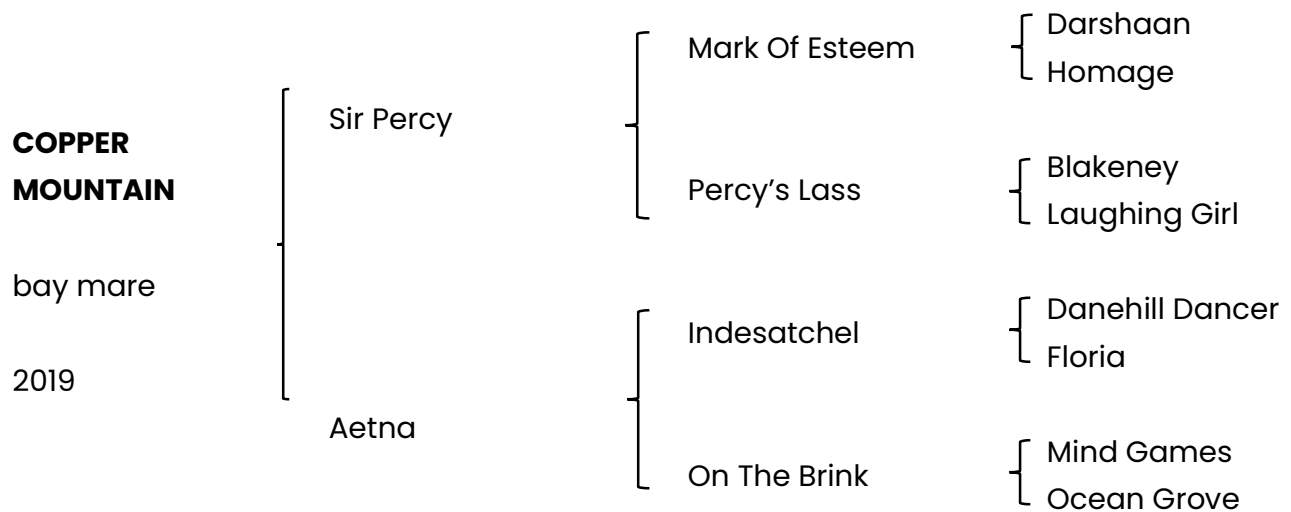 COPPER
MOUNTAIN
bay mare
2019
Sir Percy
Aetna
Mark Of Esteem
Percy’s Lass
Indesatchel
On The Brink
Darshaan
Homage
Blakeney
Laughing Girl
Danehill Dancer
Floria
Mind Games
Ocean Grove